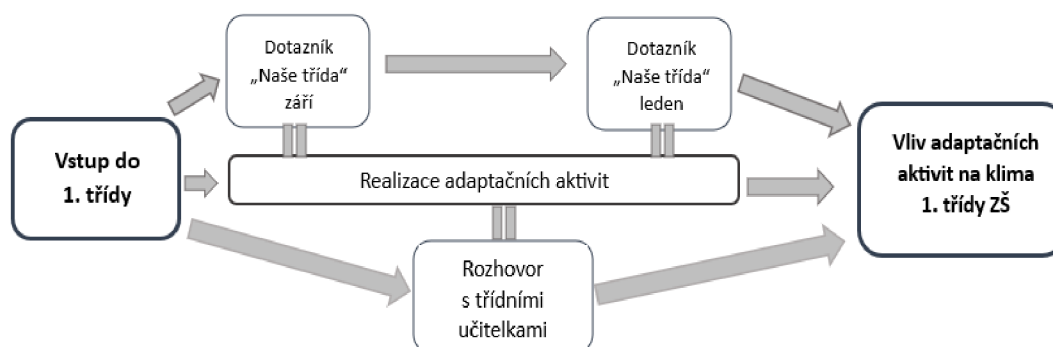 Vstup do
1. třídy
Dotazník
„Naše třída“
září
Dotazník
„Naše třída“
leden
Realizace adaptačních aktivit
Rozhovor
s třídními
učitelkami
Vliv adaptačních
aktivit na klima
1. třídy ZŠ